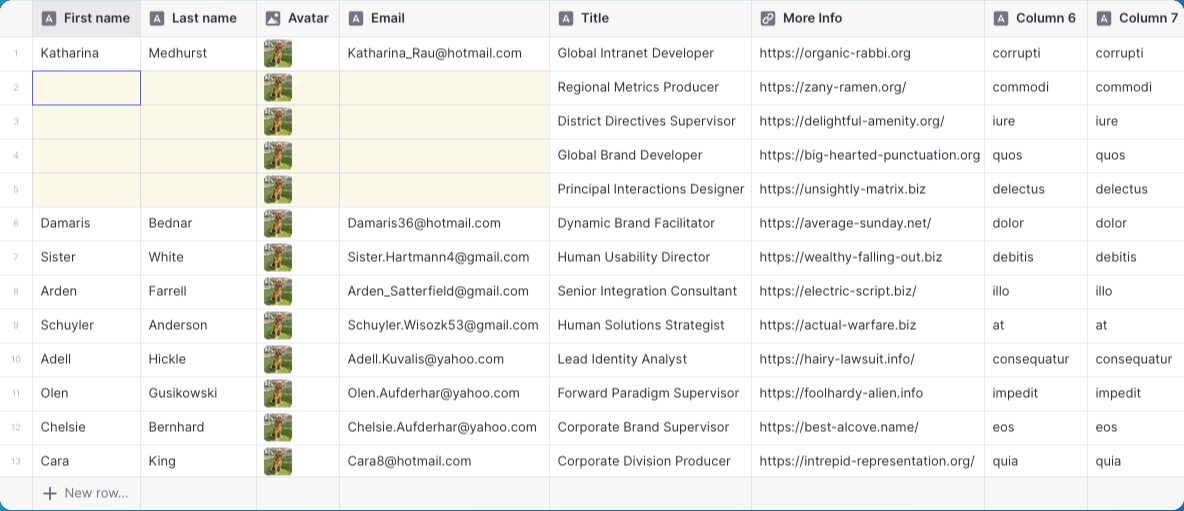 First name Last name Avatar Email Title More Info Column 6 Column 7
1 Katharina Medhurst Katharina_Rau@hotmail.com Global Intranet Developer https://organic-rabbi.org corrupti corrupti
2 Regional Metrics Producer https://zany-ramen.org/ commodi commodi
3 District Directives Supervisor https://delightful-amenity.org/ iure iure
4 Global Brand Developer https://big-hearted-punctuation.org quos quos
5 Principal Interactions Designer https://unsightly-matrix.biz delectus delectus
6 Damaris Bednar Damaris36@hotmail.com Dynamic Brand Facilitator https://average-sunday.net/ dolor dolor
7 Sister White Sister.Hartmann4@gmail.com Human Usability Director https://wealthy-falling-out.biz debitis debitis
8 Arden Farrell Arden_Satterfield@gmail.com Senior Integration Consultant https://electric-script.biz/ illo illo
9 Schuyler Anderson Schuyler.Wisozk53@gmail.com Human Solutions Strategist https://actual-warfare.biz at at
10 Adell Hickle Adell.Kuvalis@yahoo.com Lead Identity Analyst https://hairy-lawsuit.info/ consequatur consequatur
11 Olen Gusikowski Olen.Aufderhar@yahoo.com Forward Paradigm Supervisor https://foolhardy-alien.info impedit impedit
12 Chelsie Bernhard Chelsie.Aufderhar@yahoo.com Corporate Brand Supervisor https://best-alcove.name/ eos eos
13 Cara King Cara8@hotmail.com Corporate Division Producer https://intrepid-representation.org/ quia quia
New row...